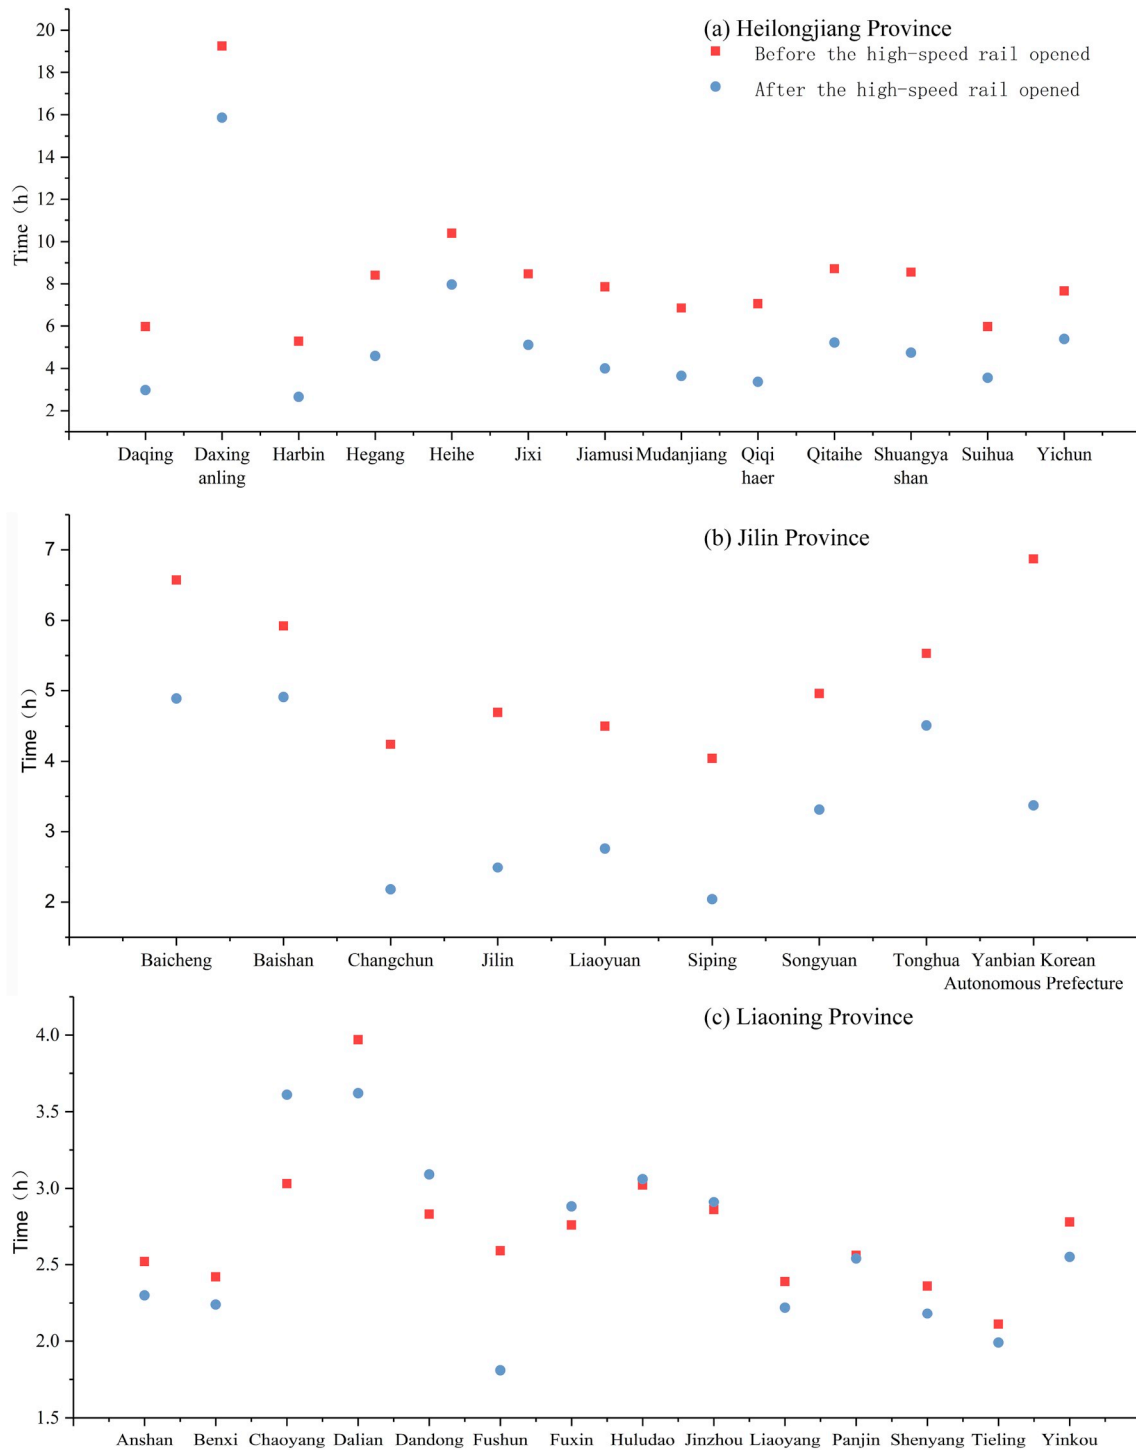 (a) Heilongjiang Province
Before the high-speed rail opened
After the high-speed rail opened
Time（h）
20
18
16
14
12
10
8
6
4
2
Daqing Daxing Harbin Hegang Heihe Jixi Jiamusi Mudanjiang Qiqi Qitaihe Shuangya Suihua Yichun
anling haer shan
(b) Jilin Province
Time（h）
7
6
5
4
3
2
Baicheng Baishan Changchun Jilin Liaoyuan Siping Songyuan Tonghua Yanbian Korean
Autonomous Prefecture
(c) Liaoning Province
Time（h）
4.0
3.5
3.0
2.5
2.0
1.5
Anshan Benxi Chaoyang Dalian Dandong Fushun Fuxin Huludao Jinzhou Liaoyang Panjin Shenyang Tieling Yinkou